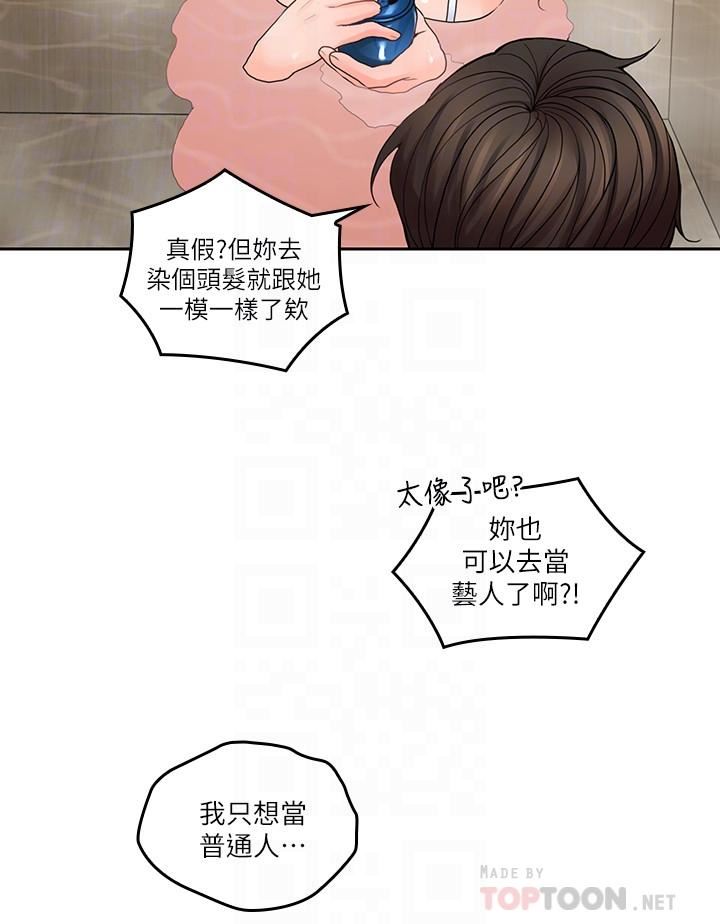 真假?但妳去
染個頭髮就跟她
一模一樣了欸
太像了吧?
妳也
可以去當
藝人了啊?!
我只想當
普通人…
MADE BY
TOPTOON.NET